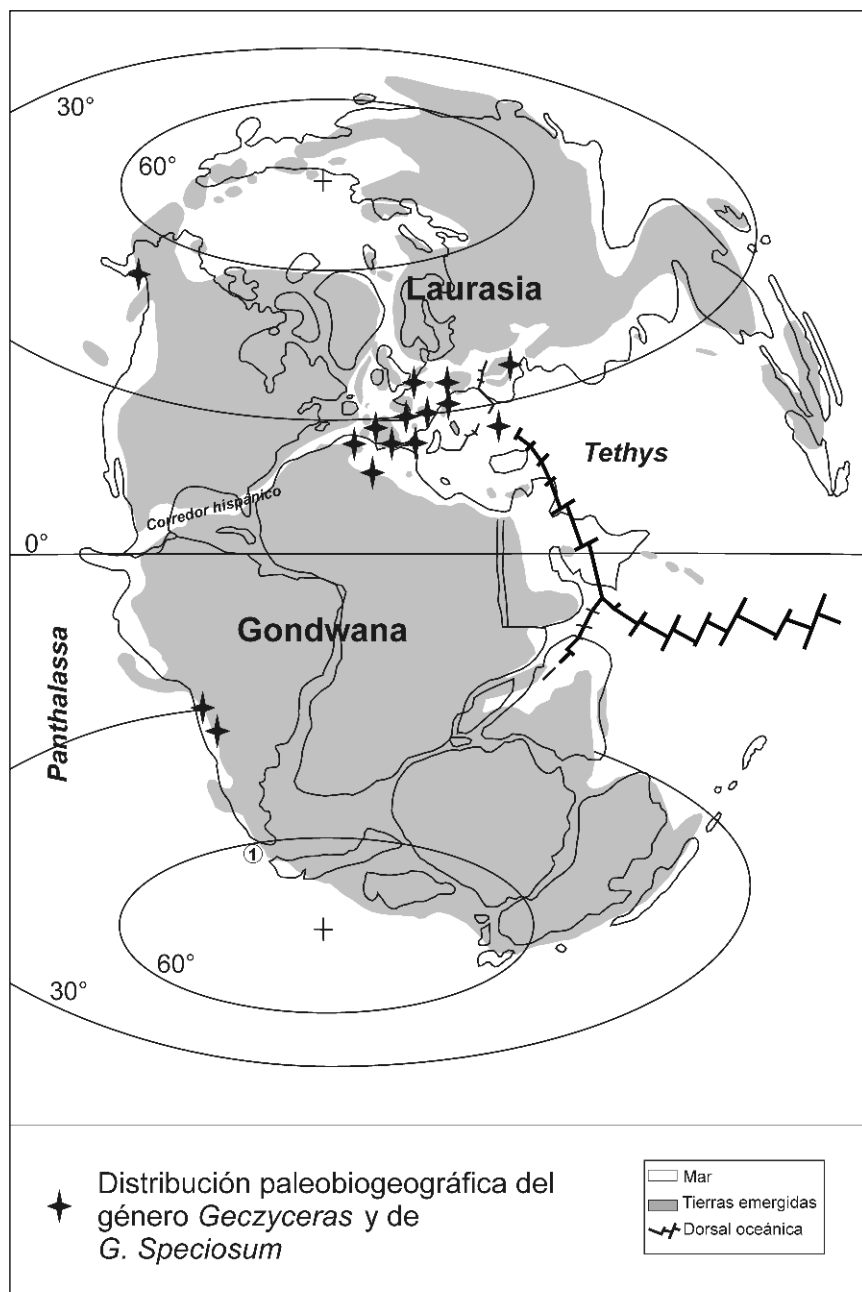 30°
60°
Laurasia
Tethys
Corredor hispánico
0°
Gondwana
Panthalassa
1
60°
30°
Distribución paleobiogeográfica del
género Geczyceras y de
G. Speciosum
Mar
Tierras emergidas
Dorsal oceánica